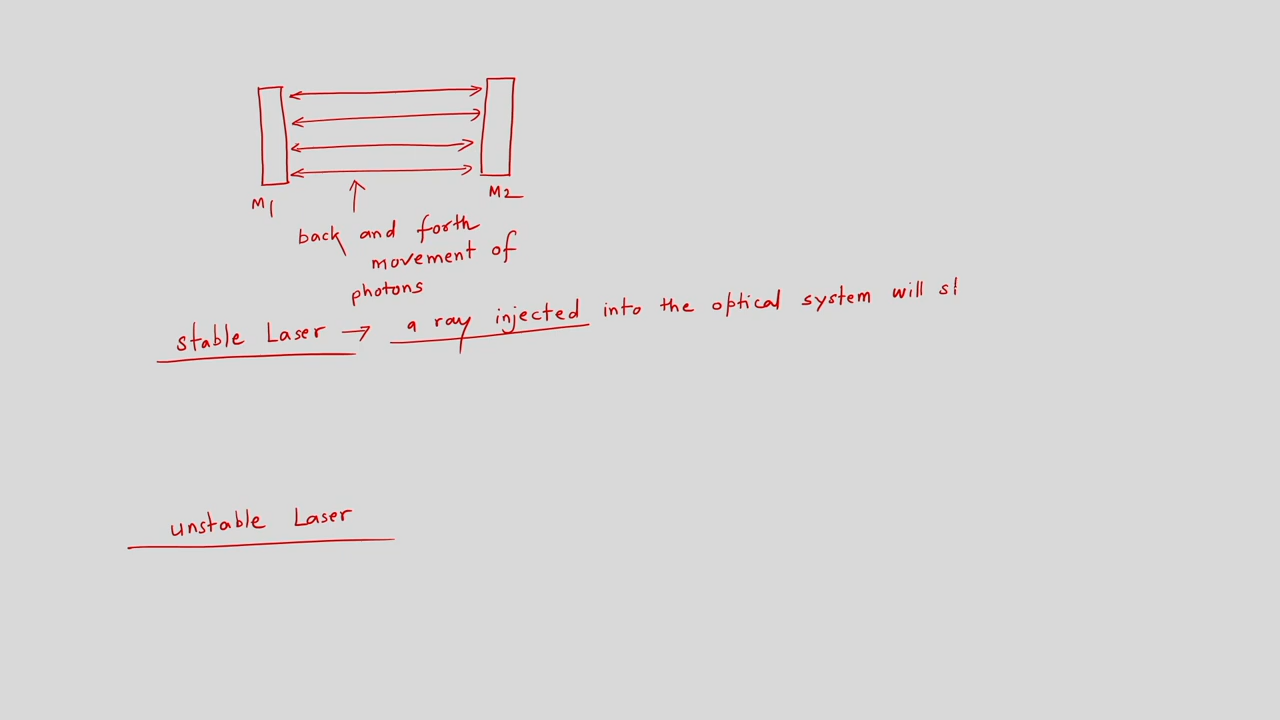 M1
M2
back and forth
movement of
photons
stable Laser → a ray injected into the optical system will
unstable Laser